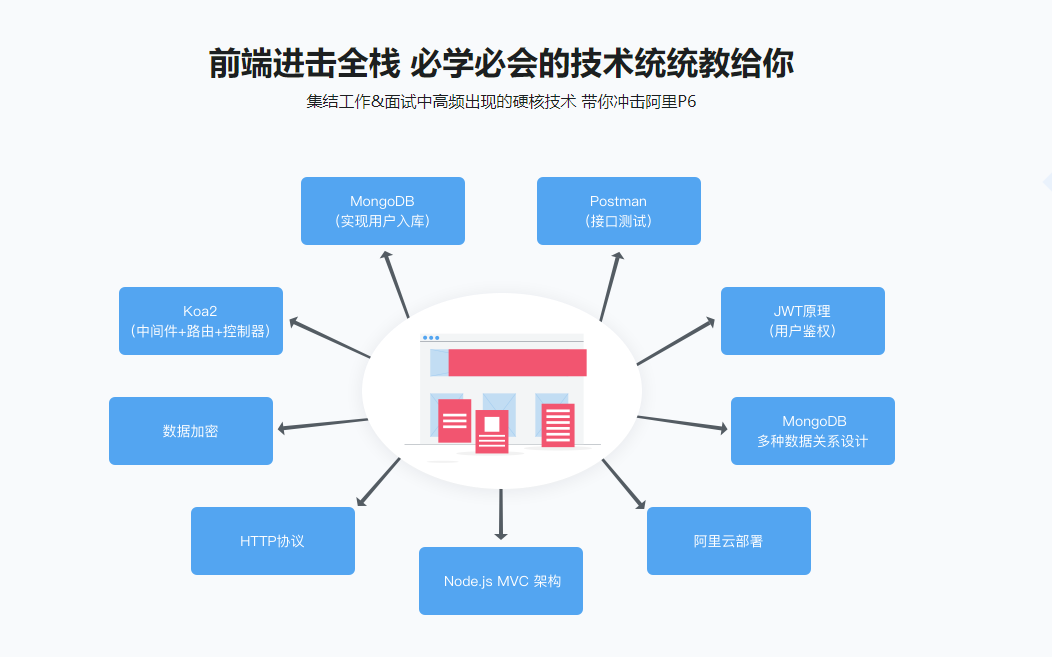 前端进击全栈 必学必会的技术统统教给你
集结工作&面试中高频出现的硬核技术 带你冲击阿里P6
MongoDB
（实现用户入库）
Postman
（接口测试）
Koa2
（中间件+路由+控制器）
JWT原理
（用户鉴权）
数据加密
MongoDB
多种数据关系设计
HTTP协议
阿里云部署
Node.js MVC 架构